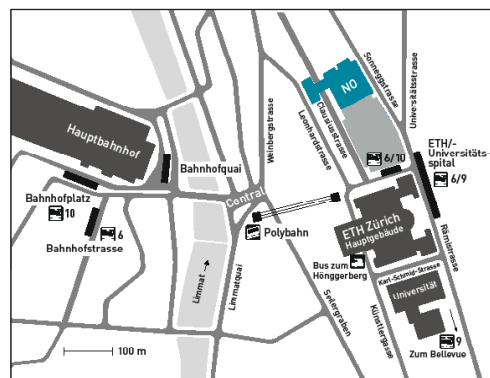 NO
Sonneggstrasse
Universitätsstrasse
Clausiusstrasse
Leonhardstrasse
Weinbergstrasse
Hauptbahnhof
Bahnhofquai
ETH/-
Universitäts-
spital
6/10
6/9
Bahnhofplatz
10
Central
6
Bahnhofstrasse
Polybahn
ETH Zürich
Hauptgebäude
Rämistrasse
Bus zum
Hönggerberg
Karl-Schmid-Strasse
Universität
Limmat
Limmatquai
Seilergraben
Künstlergasse
9
Zum Bellevue
100 m